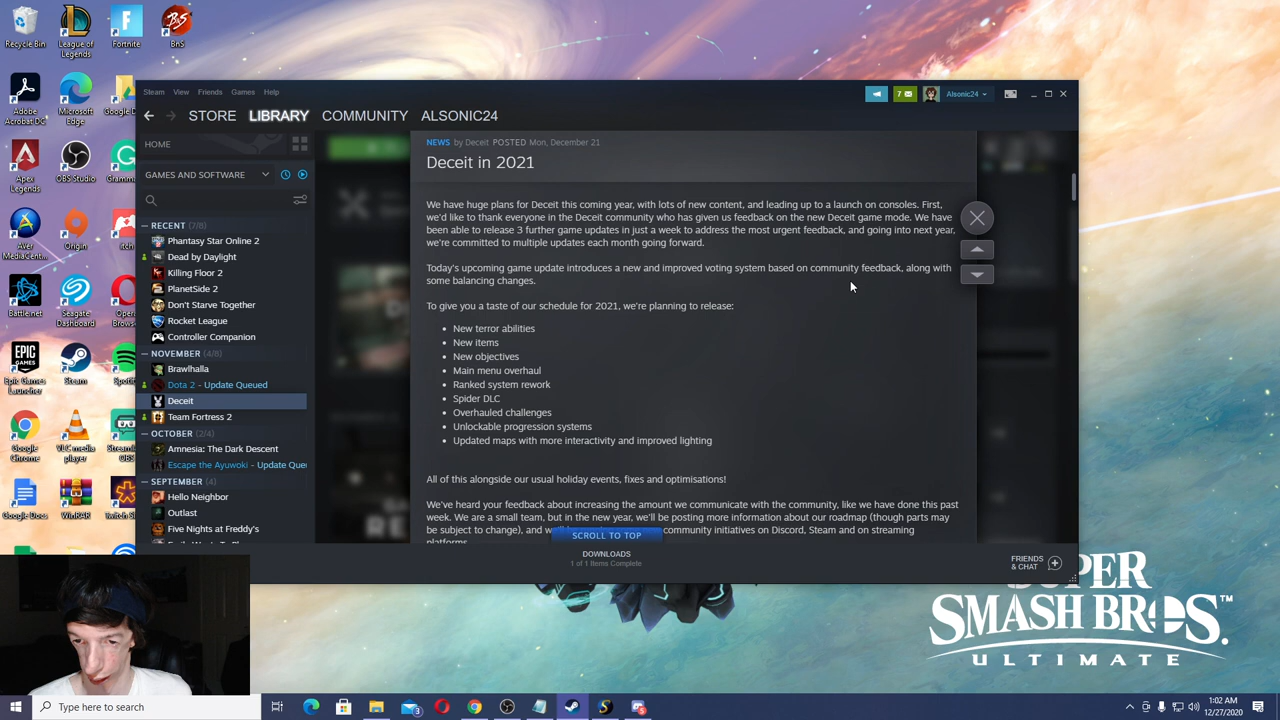 Recycle Bin
League of Legends
Fortnite
BnS
Adobe Acrobat DC
Microsoft Edge
Apex Legends
OBS Studio
AVer MediaCent...
Origin
Battle.net
Seagate Dashboard
Epic Games Launcher
Steam
Google Chrome
VLC media player
Google Docs
WinRAR
Steam View Friends Games Help
7
Alsonic24
STORE LIBRARY COMMUNITY ALSONIC24
HOME
GAMES AND SOFTWARE
RECENT (7/8)
Phantasy Star Online 2
Dead by Daylight
Killing Floor 2
PlanetSide 2
Don't Starve Together
Rocket League
Controller Companion
NOVEMBER (4/8)
Brawlhalla
Dota 2 - Update Queued
Deceit
Team Fortress 2
OCTOBER (2/4)
Amnesia: The Dark Descent
Escape the Ayuwoki - Update Que
SEPTEMBER (4)
Hello Neighbor
Outlast
Five Nights at Freddy's
NEWS by Deceit POSTED Mon, December 21
Deceit in 2021
We have huge plans for Deceit this coming year, with lots of new content, and leading up to a launch on consoles. First,
we'd like to thank everyone in the Deceit community who has given us feedback on the new Deceit game mode. We have
been able to release 3 further game updates in just a week to address the most urgent feedback, and going into next year,
we're committed to multiple updates each month going forward.
Today's upcoming game update introduces a new and improved voting system based on community feedback, along with
some balancing changes.
To give you a taste of our schedule for 2021, we're planning to release:
New terror abilities
New items
New objectives
Main menu overhaul
Ranked system rework
Spider DLC
Overhauled challenges
Unlockable progression systems
Updated maps with more interactivity and improved lighting
All of this alongside our usual holiday events, fixes and optimisations!
We've heard your feedback about increasing the amount we communicate with the community, like we have done this past
week. We are a small team, but in the new year, we'll be posting more information about our roadmap (though parts may
be subject to change), and community initiatives on Discord, Steam and on streaming
platforms.
SCROLL TO TOP
DOWNLOADS
1 of 1 Items Complete
FRIENDS & CHAT
SUPER
SMASH BROS.™
ULTIMATE
Type here to search
3
5
1:02 AM
12/27/2020